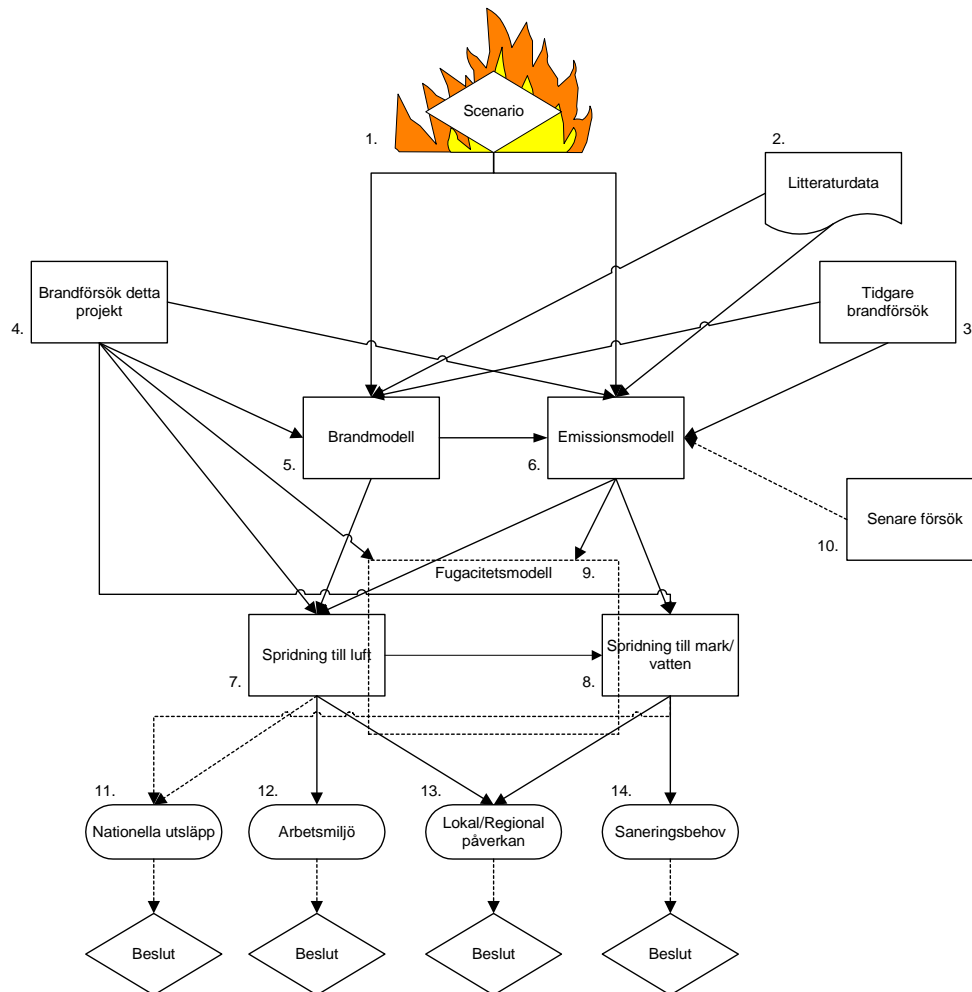 Scenario
1.
2.
Litteraturdata
Brandförsök detta
projekt
4.
Tidgare
brandförsök
3
Brandmodell
5.
Emissionsmodell
6.
Senare försök
10.
Fugacitetsmodell
9.
Spridning till luft
7.
Spridning till mark/
vatten
8.
11.
Nationella utsläpp
12.
Arbetsmiljö
13.
Lokal/Regional
påverkan
14.
Saneringsbehov
Beslut
Beslut
Beslut
Beslut